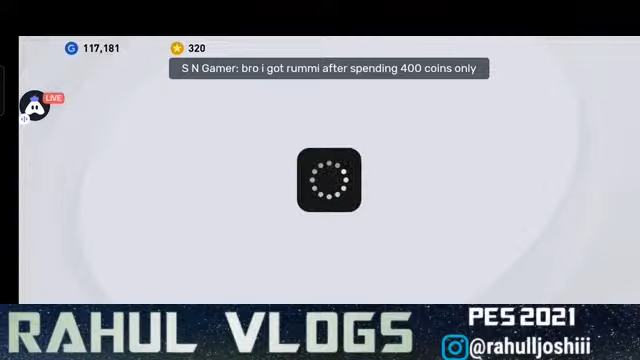 117,181 320
S N Gamer: bro i got rummi after spending 400 coins only
LIVE
RAHUL VLOGS
PES 2021
@rahulljoshiii